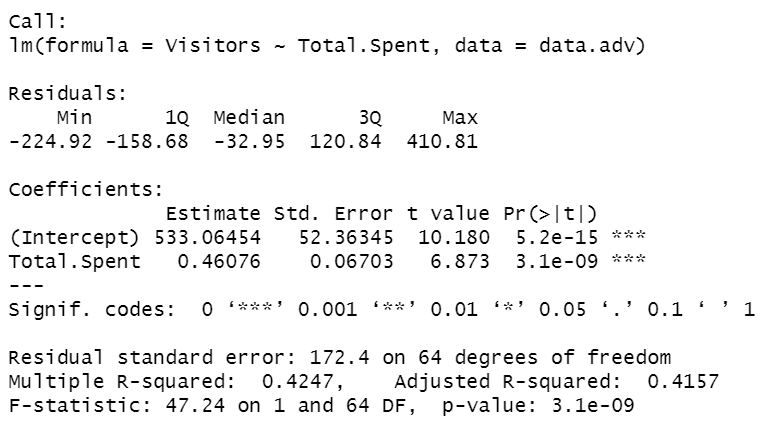 Call:
lm(formula = Visitors ~ Total.Spent, data = data.adv)
Residuals:
Min 1Q Median 3Q Max
-224.92 -158.68 -32.95 120.84 410.81
Coefficients:
Estimate Std. Error t value Pr(>|t|)
(Intercept) 533.06454 52.36345 10.180 5.2e-15 ***
Total.Spent 0.46076 0.06703 6.873 3.1e-09 ***
---
Signif. codes: 0 ‘***’ 0.001 ‘**’ 0.01 ‘*’ 0.05 ‘.’ 0.1 ‘ ’ 1
Residual standard error: 172.4 on 64 degrees of freedom
Multiple R-squared: 0.4247, Adjusted R-squared: 0.4157
F-statistic: 47.24 on 1 and 64 DF, p-value: 3.1e-09